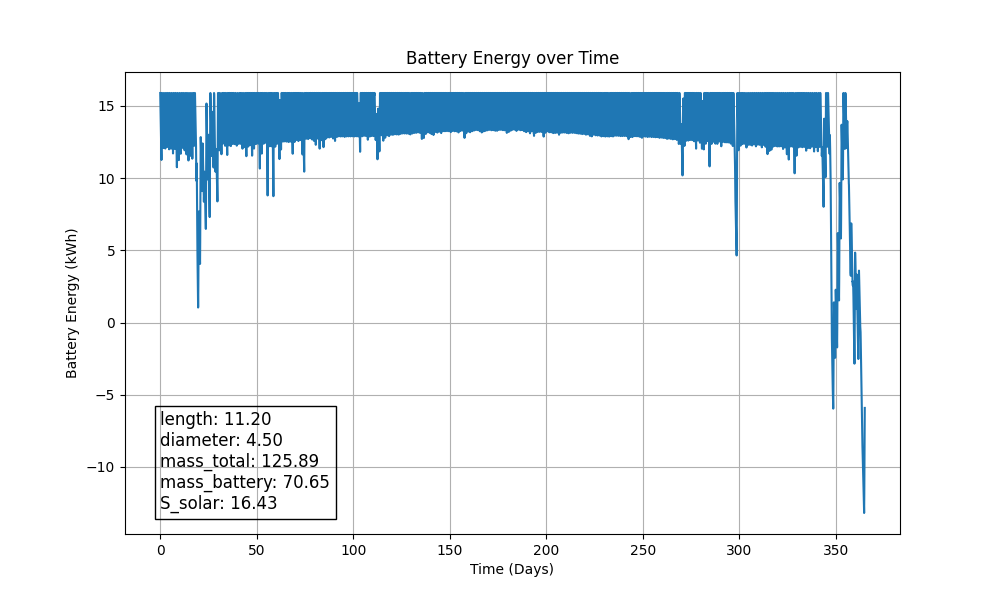 Battery Energy over Time
Battery Energy (kWh)
15
10
5
0
−5
−10
length: 11.20
diameter: 4.50
mass_total: 125.89
mass_battery: 70.65
S_solar: 16.43
0 50 100 150 200 250 300 350
Time (Days)